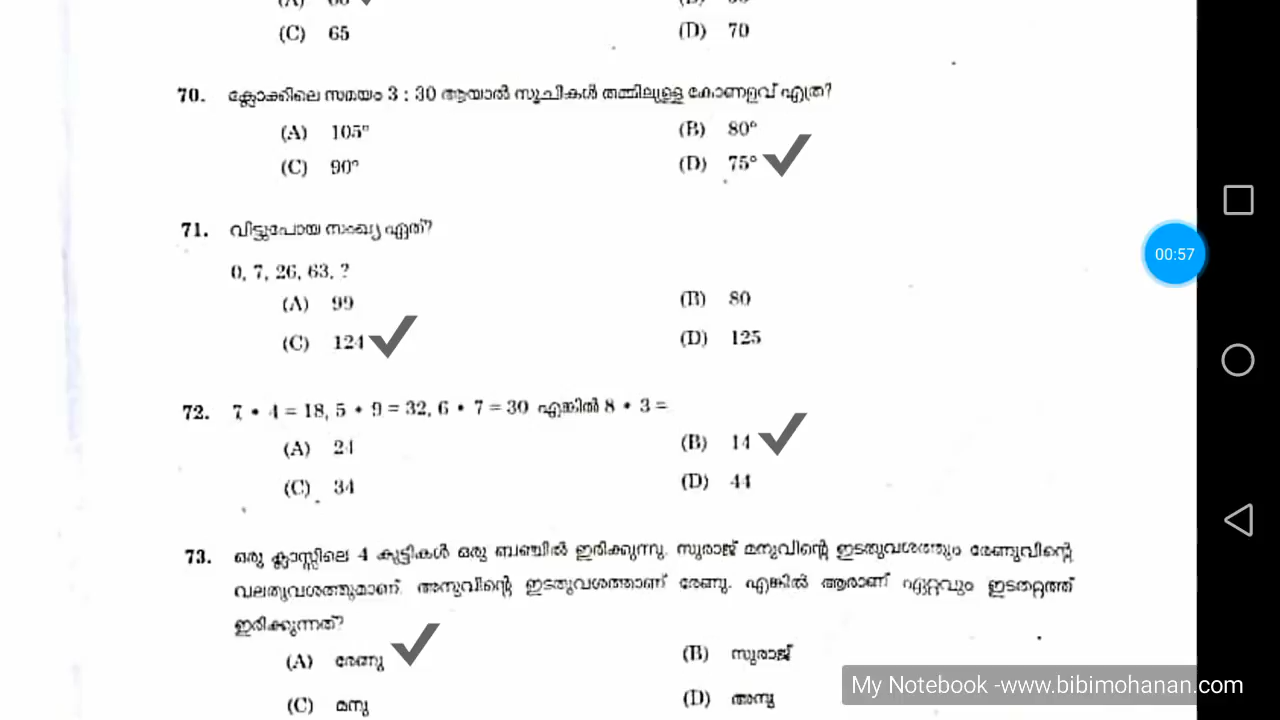 (C) 65 (D) 70
70. ക്ലോക്കിലെ സമയം 3 : 30 ആയാൽ സൂചികൾ തമ്മിലുള്ള കോണളവ് എത്ര?
(A) 105° (B) 80°
(C) 90° (D) 75°
71. വിട്ടുപോയ സംഖ്യ ഏത്?
0, 7, 26, 63, ?
(A) 99 (B) 80
(C) 124 (D) 125
72. 7 * 4 = 18, 5 * 9 = 32, 6 * 7 = 30 എങ്കിൽ 8 * 3 =
(A) 24 (B) 14
(C) 34 (D) 44
73. ഒരു ക്ലാസ്സിലെ 4 കുട്ടികൾ ഒരു ബഞ്ചിൽ ഇരിക്കുന്നു. സുരാജ് മനുവിന്റെ ഇടതുവശത്തും രേണുവിന്റെ
വലതുവശത്തുമാണ്. അനുവിന്റെ ഇടതുവശത്താണ് രേണു. എങ്കിൽ ആരാണ് ഏറ്റവും ഇടതറ്റത്ത്
ഇരിക്കുന്നത്?
(A) രേണു (B) സുരാജ്
(C) മനു (D) അനു
00:57
My Notebook -www.bibimohanan.com